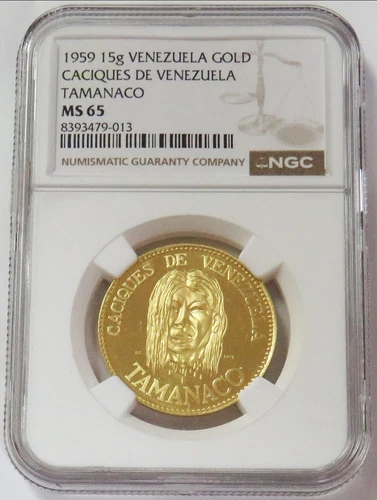 1959 15g VENEZUELA GOLD
CACIQUES DE VENEZUELA
TAMANACO
MS 65
8393479-013
NUMISMATIC GUARANTY COMPANY
NGC
CACIQUES DE VENEZUELA
TAMANACO